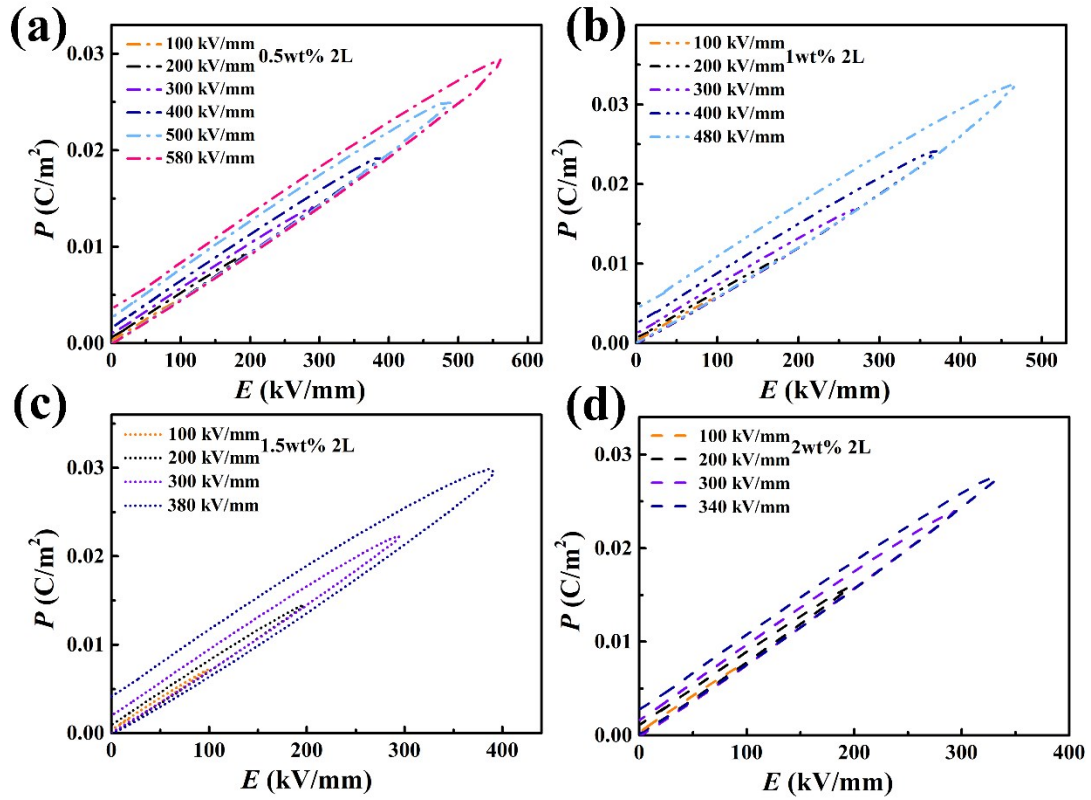 (a)
100 kV/mm
200 kV/mm
300 kV/mm
400 kV/mm
500 kV/mm
580 kV/mm
0.5wt% 2L
P (C/m²)
0.03
0.02
0.01
0.00
0 100 200 300 400 500 600
E (kV/mm)
(b)
100 kV/mm
200 kV/mm
300 kV/mm
400 kV/mm
480 kV/mm
1wt% 2L
P (C/m²)
0.03
0.02
0.01
0.00
0 100 200 300 400 500
E (kV/mm)
(c)
100 kV/mm
200 kV/mm
300 kV/mm
380 kV/mm
1.5wt% 2L
P (C/m²)
0.03
0.02
0.01
0.00
0 100 200 300 400
E (kV/mm)
(d)
100 kV/mm
200 kV/mm
300 kV/mm
340 kV/mm
2wt% 2L
P (C/m²)
0.03
0.02
0.01
0.00
0 100 200 300 400
E (kV/mm)